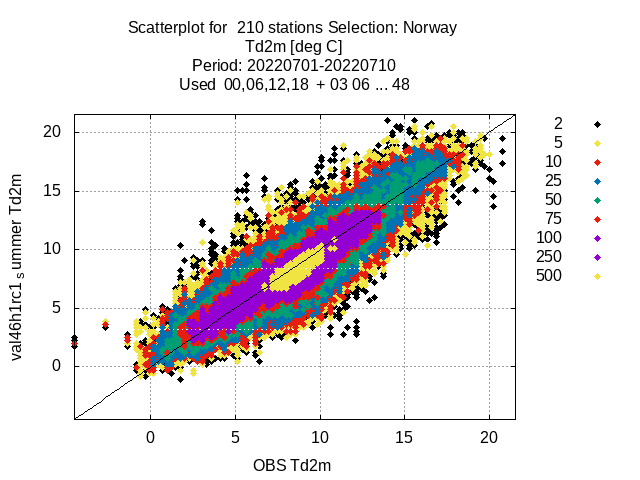 Scatterplot for 210 stations Selection: Norway
Td2m [deg C]
Period: 20220701-20220710
Used 00,06,12,18 + 03 06 ... 48
val46h1rc1 s ummer Td2m
20
15
10
5
0
0 5 10 15 20
OBS Td2m
2
5
10
25
50
75
100
250
500